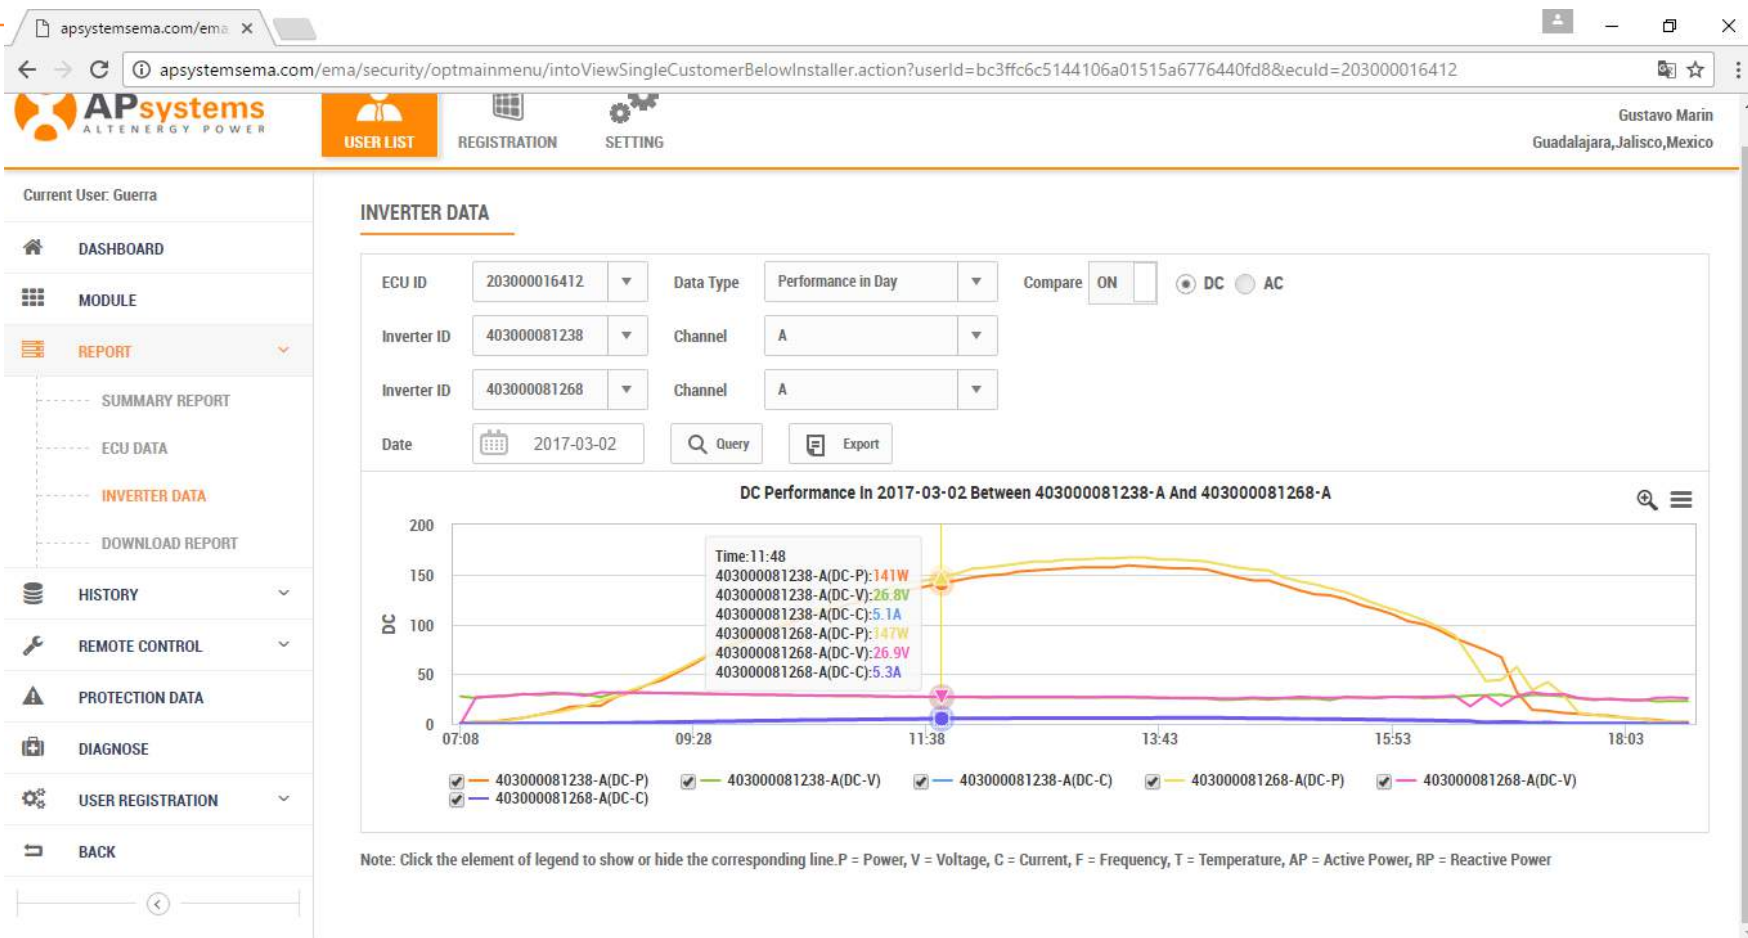 apsystemsema.com/ema
apsystemsema.com/ema/security/optmainmenu/intoViewSingleCustomerBelowInstaller.action?userId=bc3ffc6c5144106a01515a6776440fd8&ecuId=203000016412
APsystems
ALTENERGY POWER
USER LIST
REGISTRATION
SETTING
Gustavo Marin
Guadalajara,Jalisco,Mexico
Current User: Guerra
DASHBOARD
MODULE
REPORT
SUMMARY REPORT
ECU DATA
INVERTER DATA
DOWNLOAD REPORT
HISTORY
REMOTE CONTROL
PROTECTION DATA
DIAGNOSE
USER REGISTRATION
BACK
INVERTER DATA
ECU ID 203000016412 Data Type Performance in Day Compare ON DC AC
Inverter ID 403000081238 Channel A
Inverter ID 403000081268 Channel A
Date 2017-03-02 Query Export
DC Performance In 2017-03-02 Between 403000081238-A And 403000081268-A
DC
200
150
100
50
0
Time:11:48
403000081238-A(DC-P):141W
403000081238-A(DC-V):26.8V
403000081238-A(DC-C):5.1A
403000081268-A(DC-P):147W
403000081268-A(DC-V):26.9V
403000081268-A(DC-C):5.3A
07:08 09:28 11:38 13:43 15:53 18:03
403000081238-A(DC-P) 403000081238-A(DC-V) 403000081238-A(DC-C) 403000081268-A(DC-P) 403000081268-A(DC-V)
403000081268-A(DC-C)
Note: Click the element of legend to show or hide the corresponding line.P = Power, V = Voltage, C = Current, F = Frequency, T = Temperature, AP = Active Power, RP = Reactive Power